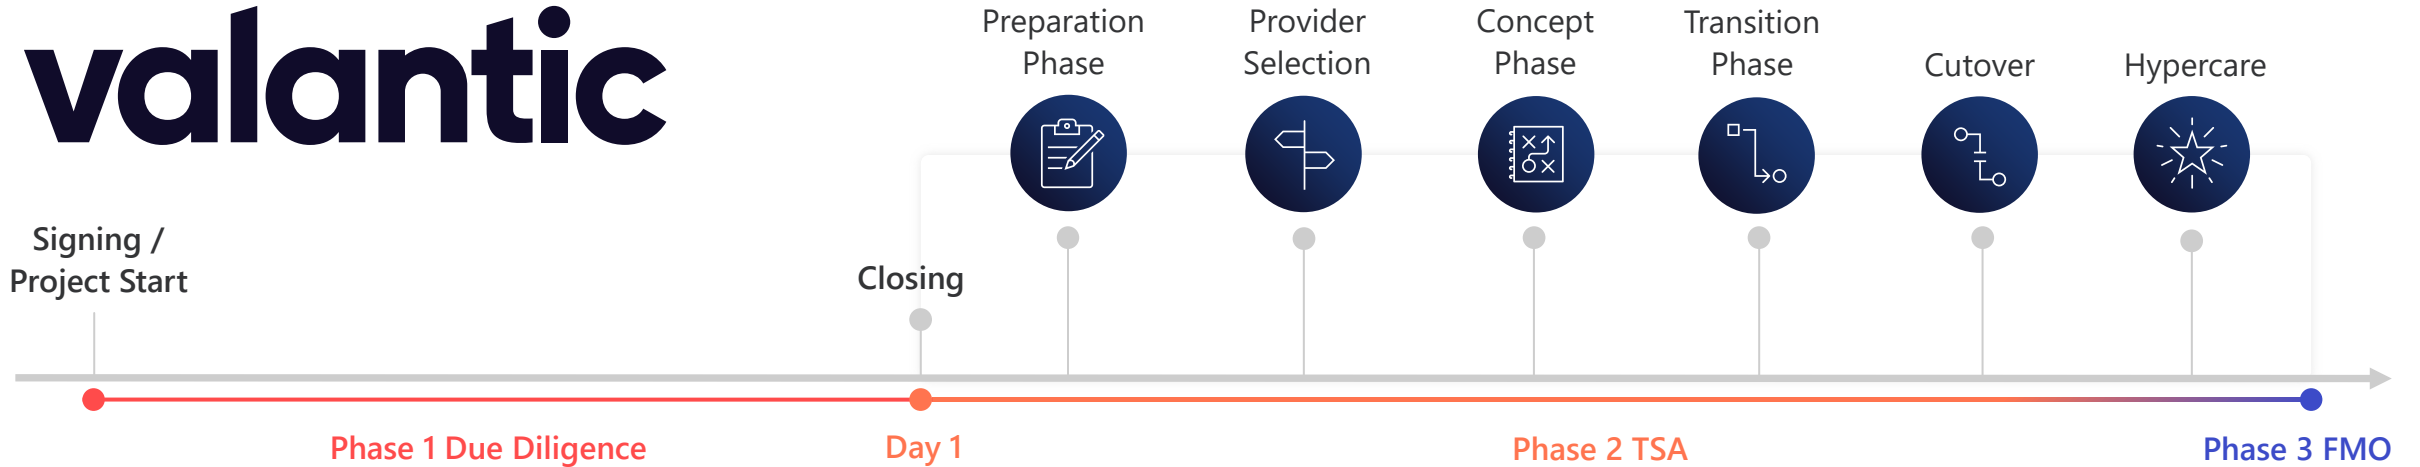 valantic
Preparation
Phase
Provider
Selection
Concept
Phase
Transition
Phase
Cutover
Hypercare
Signing /
Project Start
Closing
Phase 1 Due Diligence
Day 1
Phase 2 TSA
Phase 3 FMO